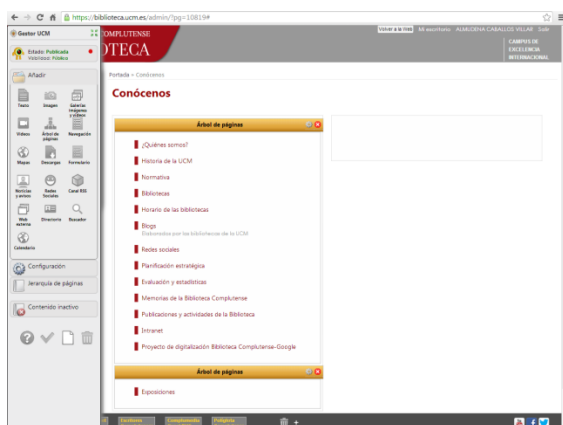 https://biblioteca.ucm.es/admin/?pg=10819#
Gestor UCM
Estado: Publicada
Visibilidad: Pública
Añadir
Texto
Imagen
Galerías imágenes y vídeos
Vídeos
Árbol de páginas
Navegación
Mapas
Descargas
Formulario
Noticias y avisos
Redes Sociales
Canal RSS
Web externa
Directorio
Buscador
Calendario
Configuración
Jerarquía de páginas
Contenido inactivo
OMPLUTENSE
OTECA
Volver a la Web
Mi escritorio
ALMUDENA CABALLOS VILLAR
Salir
CAMPUS DE
EXCELENCIA
INTERNACIONAL
Portada » Conócenos
Conócenos
Árbol de páginas
¿Quiénes somos?
Historia de la UCM
Normativa
Bibliotecas
Horario de las bibliotecas
Blogs
Elaborados por las bibliotecas de la UCM
Redes sociales
Planificación estratégica
Evaluación y estadísticas
Memorias de la Biblioteca Complutense
Publicaciones y actividades de la Biblioteca
Intranet
Proyecto de digitalización Biblioteca Complutense-Google
Árbol de páginas
Exposiciones